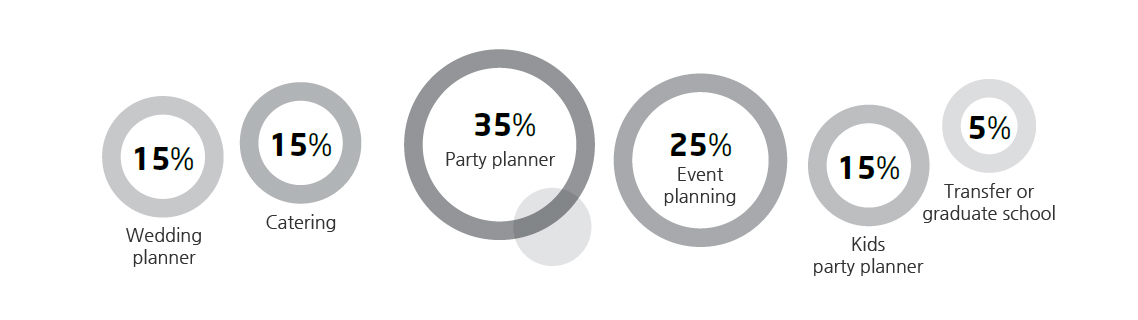 15%
Wedding
planner
15%
Catering
35%
Party planner
25%
Event
planning
15%
Kids
party planner
5%
Transfer or
graduate school